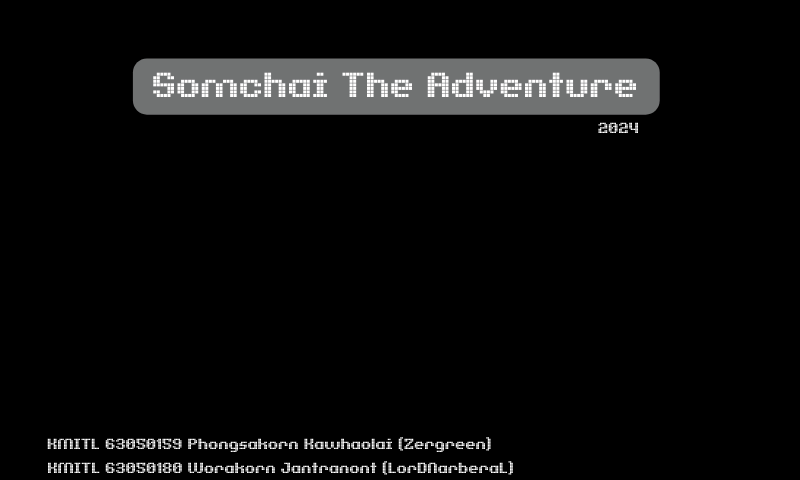 Somchai The Adventure
2024
KMITL 63050159 Phongsakorn Kawhaolai (Zergreen)
KMITL 63050180 Worakorn Jantranont (LorDNarberaL)